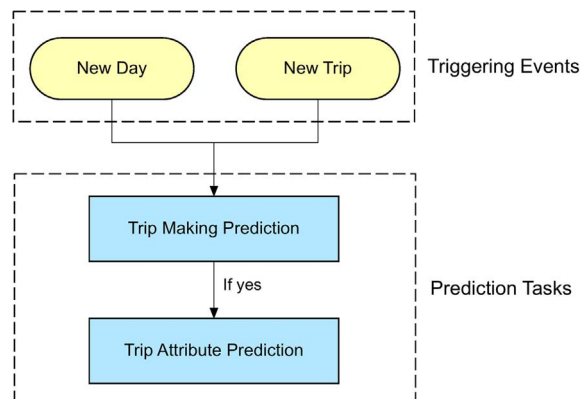 New Day
New Trip
Triggering Events
Trip Making Prediction
If yes
Prediction Tasks
Trip Attribute Prediction